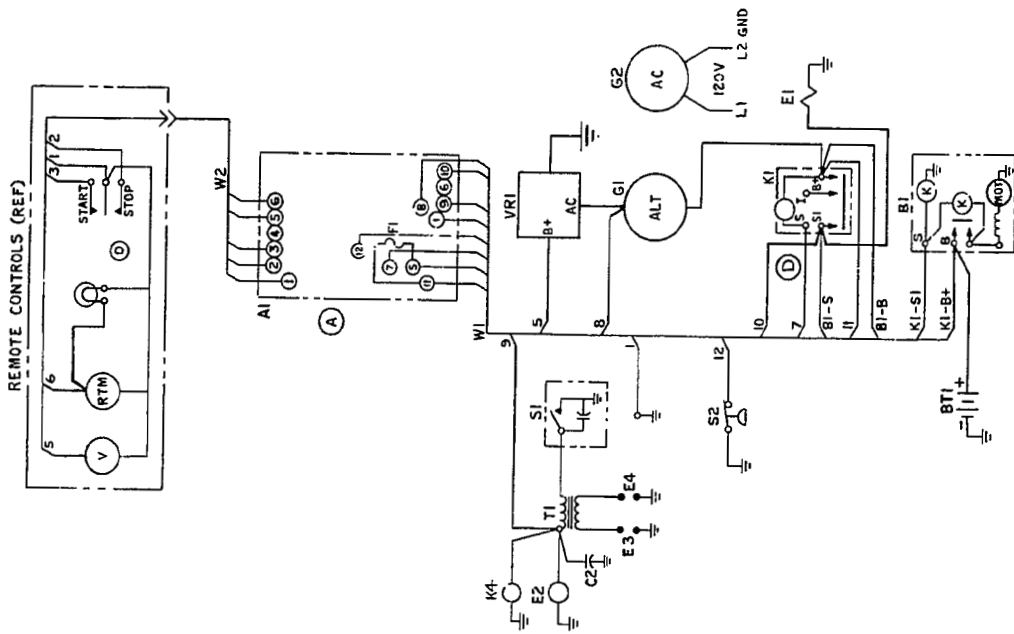 REMOTE CONTROLS (REF)
START
STOP
3
1
2
D
6
RTM
5
V
W2
A1
A
1
2
3
4
5
6
12
F1
7
S
11
8
1
9
6
10
W1
VR1
B+
AC
G2
AC
120V
L1
L2 GND
G1
ALT
9
5
8
1
12
S1
T1
E4
E3
C2
K4
E2
S2
K1
S
I
B+
S1
D
10
7
B1-S
11
B1-B
E1
B1
K
S
K
B
MOT
K1-S1
K1-B+
BT1
+
-